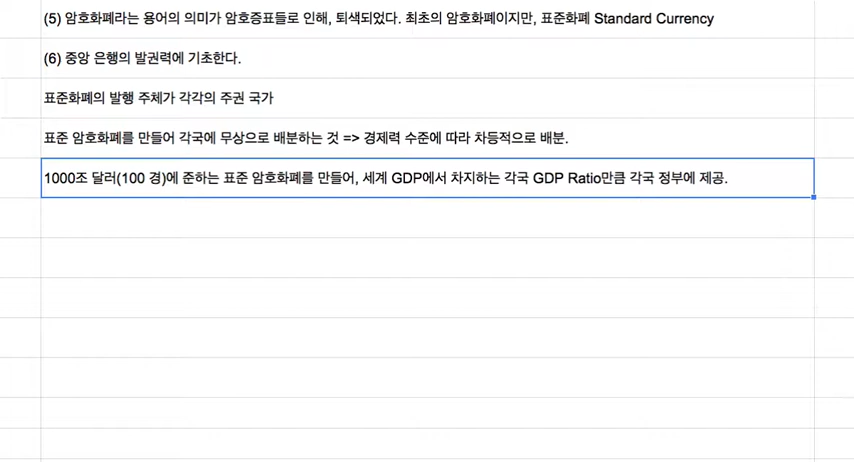 (5) 암호화폐라는 용어의 의미가 암호증표들로 인해, 퇴색되었다. 최초의 암호화폐이지만, 표준화폐 Standard Currency
(6) 중앙 은행의 발권력에 기초한다.
표준화폐의 발행 주체가 각각의 주권 국가
표준 암호화폐를 만들어 각국에 무상으로 배분하는 것 => 경제력 수준에 따라 차등적으로 배분.
1000조 달러(100 경)에 준하는 표준 암호화폐를 만들어, 세계 GDP에서 차지하는 각국 GDP Ratio만큼 각국 정부에 제공.